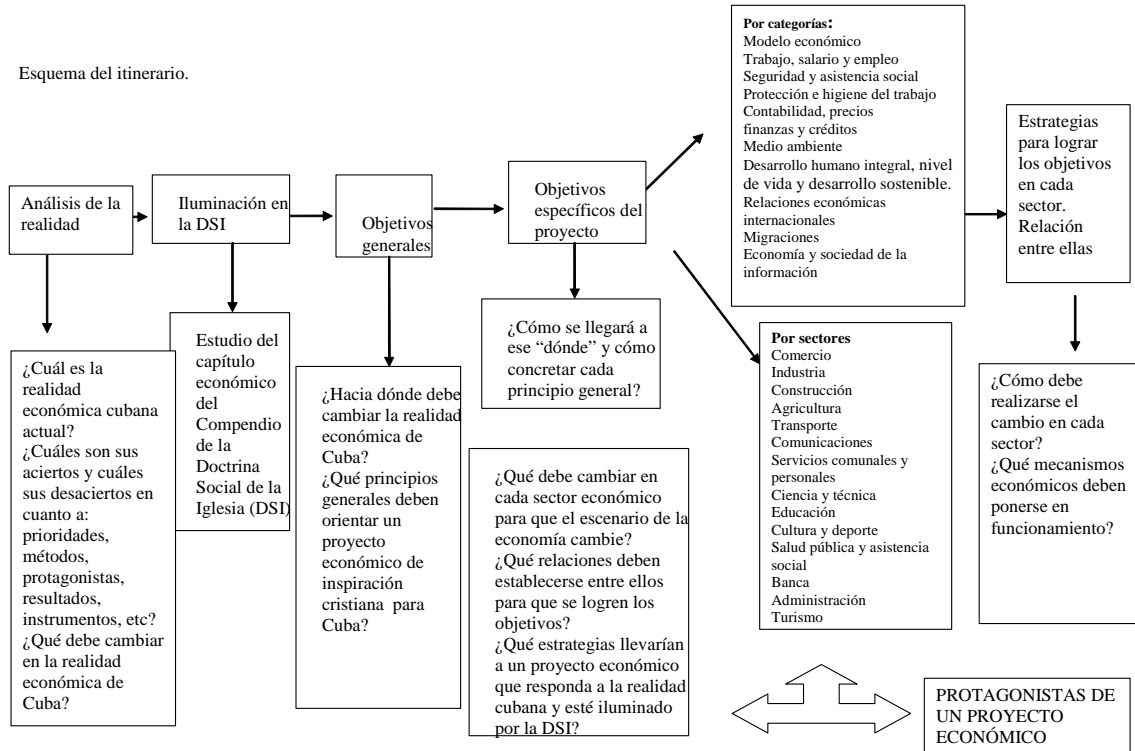 Esquema del itinerario.
Análisis de la
realidad
Iluminación en
la DSI
Objetivos
generales
Objetivos
específicos del
proyecto
Por categorías:
Modelo económico
Trabajo, salario y empleo
Seguridad y asistencia social
Protección e higiene del trabajo
Contabilidad, precios
finanzas y créditos
Medio ambiente
Desarrollo humano integral, nivel
de vida y desarrollo sostenible.
Relaciones económicas
internacionales
Migraciones
Economía y sociedad de la
información
Estrategias
para lograr
los objetivos
en cada
sector.
Relación
entre ellas
¿Cuál es la
realidad
económica cubana
actual?
¿Cuáles son sus
aciertos y cuáles
sus desaciertos en
cuanto a:
prioridades,
métodos,
protagonistas,
resultados,
instrumentos, etc?
¿Qué debe cambiar
en la realidad
económica de
Cuba?
Estudio del
capítulo
económico
del
Compendio
de la
Doctrina
Social de la
Iglesia (DSI)
¿Hacia dónde debe
cambiar la realidad
económica de
Cuba?
¿Qué principios
generales deben
orientar un
proyecto
económico de
inspiración
cristiana para
Cuba?
¿Cómo se llegará a
ese “dónde” y cómo
concretar cada
principio general?
¿Qué debe cambiar en
cada sector económico
para que el escenario de la
economía cambie?
¿Qué relaciones deben
establecerse entre ellos
para que se logren los
objetivos?
¿Qué estrategias llevarían
a un proyecto económico
que responda a la realidad
cubana y esté iluminado
por la DSI?
Por sectores
Comercio
Industria
Construcción
Agricultura
Transporte
Comunicaciones
Servicios comunales y
personales
Ciencia y técnica
Educación
Cultura y deporte
Salud pública y asistencia
social
Banca
Administración
Turismo
¿Cómo debe
realizarse el
cambio en cada
sector?
¿Qué mecanismos
económicos deben
ponerse en
funcionamiento?
PROTAGONISTAS DE
UN PROYECTO
ECONÓMICO